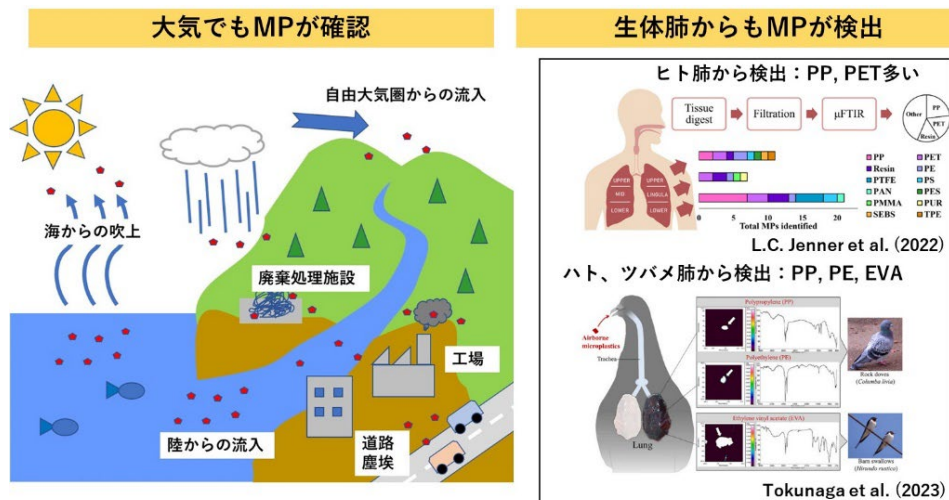 大気でもMPが確認
自由大気圏からの流入
海からの吹上
廃棄処理施設
工場
陸からの流入
道路
塵埃
生体肺からもMPが検出
ヒト肺から検出：PP, PET多い
Tissue
digest
Filtration
μFTIR
Other
PP
PET
Resin
UPPER
UPPER
MID
LINGULA
LOWER
LOWER
PP
PET
Resin
PE
PTFE
PS
PAN
PES
PMMA
PUR
SEBS
TPE
0
5
10
15
20
Total MPs identified
L.C. Jenner et al. (2022)
ハト、ツバメ肺から検出：PP, PE, EVA
Airborne
microplastics
Trachea
Lung
Polypropylene (PP)
Polyethylene (PE)
Ethylene vinyl acetate (EVA)
Rock doves
(Columba livia)
Barn swallows
(Hirundo rustica)
Tokunaga et al. (2023)